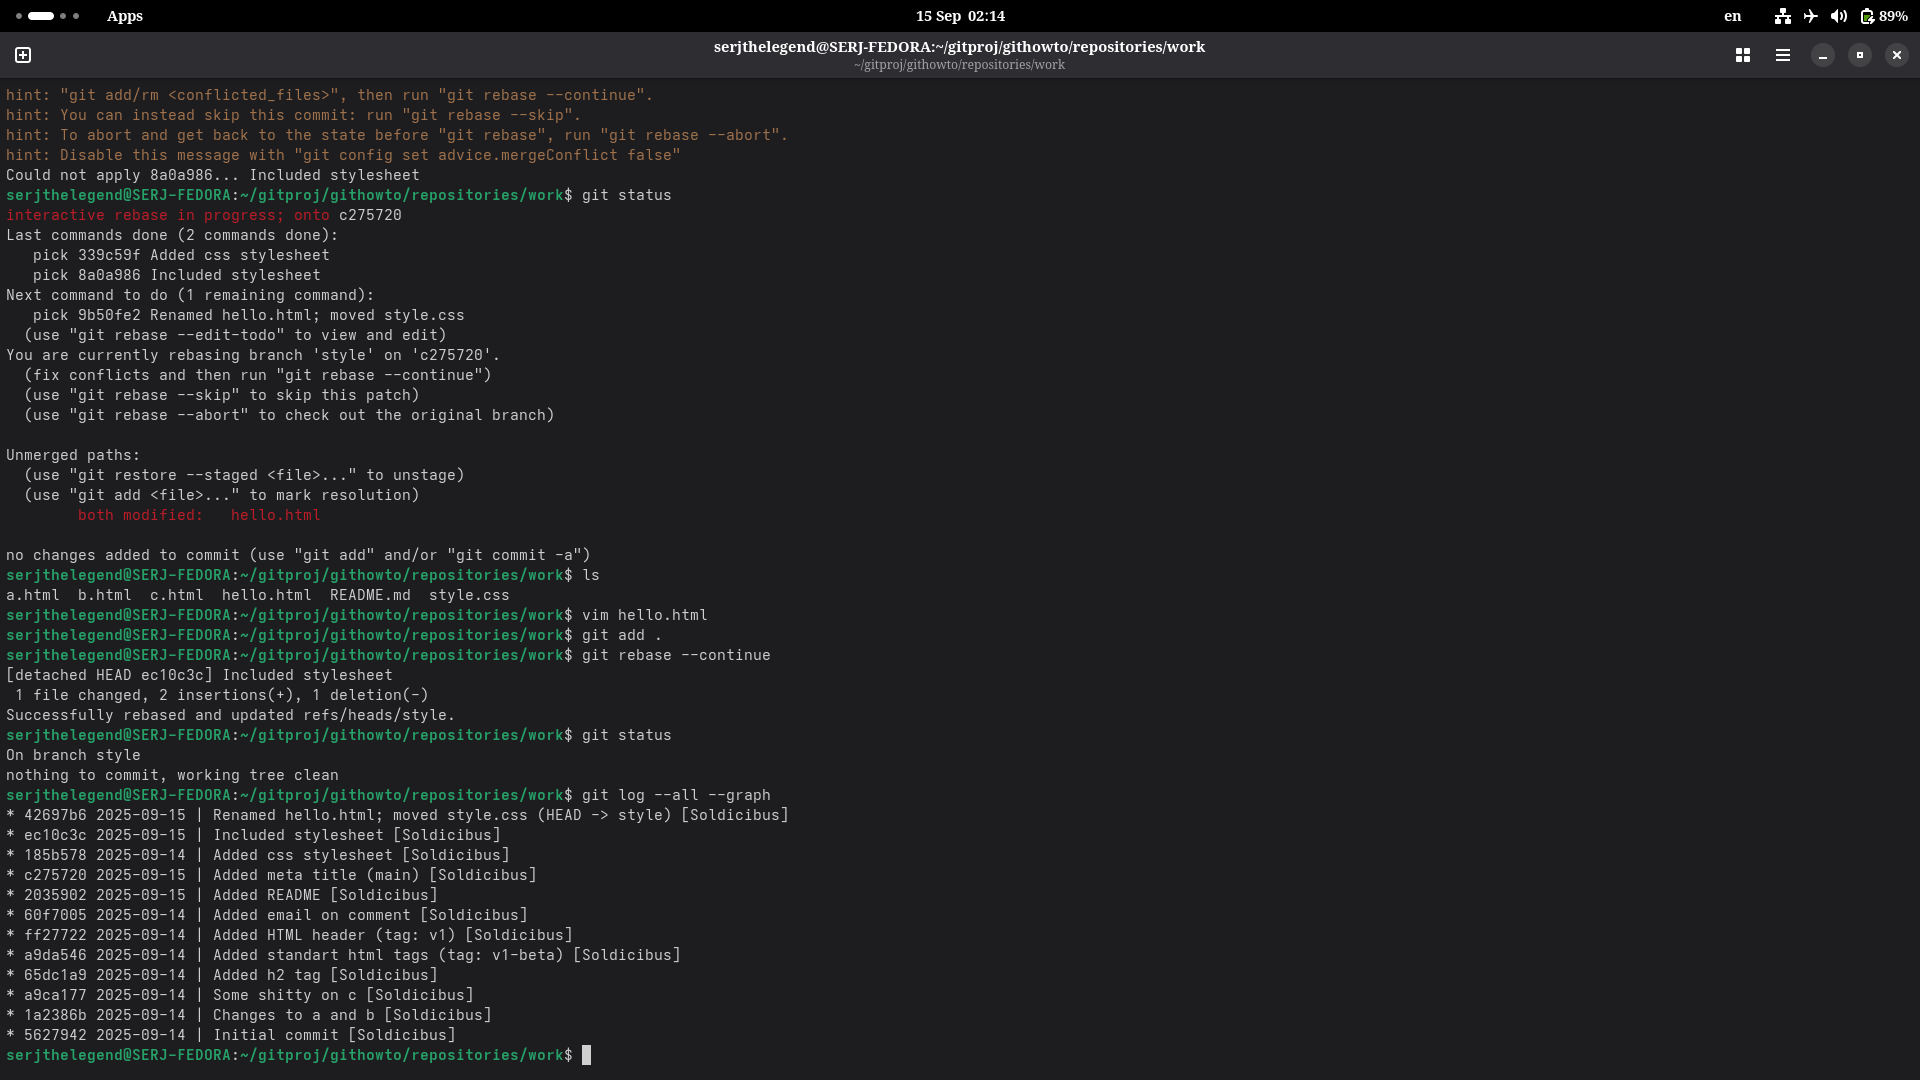 Apps
15 Sep 02:14
en
89%
serjthelegend@SERJ-FEDORA:~/gitproj/githowto/repositories/work
~/gitproj/githowto/repositories/work
hint: "git add/rm <conflicted_files>", then run "git rebase --continue".
hint: You can instead skip this commit: run "git rebase --skip".
hint: To abort and get back to the state before "git rebase", run "git rebase --abort".
hint: Disable this message with "git config set advice.mergeConflict false"
Could not apply 8a0a986... Included stylesheet
serjthelegend@SERJ-FEDORA:~/gitproj/githowto/repositories/work$ git status
interactive rebase in progress; onto c275720
Last commands done (2 commands done):
   pick 339c59f Added css stylesheet
   pick 8a0a986 Included stylesheet
Next command to do (1 remaining command):
   pick 9b50fe2 Renamed hello.html; moved style.css
  (use "git rebase --edit-todo" to view and edit)
You are currently rebasing branch 'style' on 'c275720'.
  (fix conflicts and then run "git rebase --continue")
  (use "git rebase --skip" to skip this patch)
  (use "git rebase --abort" to check out the original branch)
Unmerged paths:
  (use "git restore --staged <file>..." to unstage)
  (use "git add <file>..." to mark resolution)
        both modified:   hello.html
no changes added to commit (use "git add" and/or "git commit -a")
serjthelegend@SERJ-FEDORA:~/gitproj/githowto/repositories/work$ ls
a.html  b.html  c.html  hello.html  README.md  style.css
serjthelegend@SERJ-FEDORA:~/gitproj/githowto/repositories/work$ vim hello.html
serjthelegend@SERJ-FEDORA:~/gitproj/githowto/repositories/work$ git add .
serjthelegend@SERJ-FEDORA:~/gitproj/githowto/repositories/work$ git rebase --continue
[detached HEAD ec10c3c] Included stylesheet
 1 file changed, 2 insertions(+), 1 deletion(-)
Successfully rebased and updated refs/heads/style.
serjthelegend@SERJ-FEDORA:~/gitproj/githowto/repositories/work$ git status
On branch style
nothing to commit, working tree clean
serjthelegend@SERJ-FEDORA:~/gitproj/githowto/repositories/work$ git log --all --graph
* 42697b6 2025-09-15 | Renamed hello.html; moved style.css (HEAD -> style) [Soldicibus]
* ec10c3c 2025-09-15 | Included stylesheet [Soldicibus]
* 185b578 2025-09-14 | Added css stylesheet [Soldicibus]
* c275720 2025-09-15 | Added meta title (main) [Soldicibus]
* 2035902 2025-09-15 | Added README [Soldicibus]
* 60f7005 2025-09-14 | Added email on comment [Soldicibus]
* ff27722 2025-09-14 | Added HTML header (tag: v1) [Soldicibus]
* a9da546 2025-09-14 | Added standart html tags (tag: v1-beta) [Soldicibus]
* 65dc1a9 2025-09-14 | Added h2 tag [Soldicibus]
* a9ca177 2025-09-14 | Some shitty on c [Soldicibus]
* 1a2386b 2025-09-14 | Changes to a and b [Soldicibus]
* 5627942 2025-09-14 | Initial commit [Soldicibus]
serjthelegend@SERJ-FEDORA:~/gitproj/githowto/repositories/work$